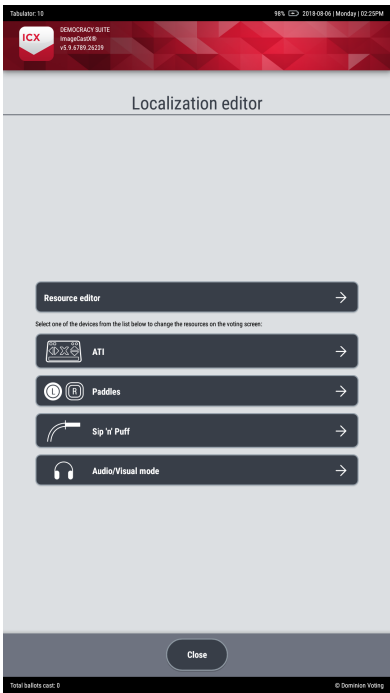 Tabulator: 10 98% 2018-08-06 | Monday | 02:25PM
ICX
DEMOCRACY SUITE
ImageCastX®
v5.9.6789.26239
Localization editor
Resource editor
Select one of the devices from the list below to change the resources on the voting screen:
ATI
L R Paddles
Sip 'n' Puff
Audio/Visual mode
Close
Total ballots cast: 0 © Dominion Voting